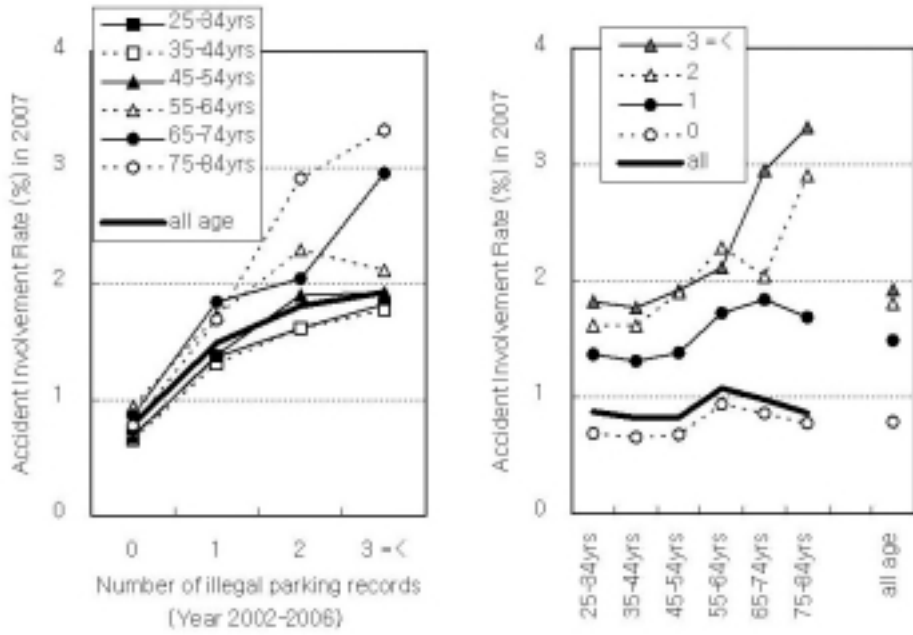 Accident Involvement Rate (%) in 2007
4
3
2
1
0
25-34yrs
35-44yrs
45-54yrs
55-64yrs
65-74yrs
75-84yrs
all age
0 1 2 3 =<
Number of illegal parking records
(Year 2002-2006)
Accident Involvement Rate (%) in 2007
4
3
2
1
0
3 =<
2
1
0
all
25-34yrs
35-44yrs
45-54yrs
55-64yrs
65-74yrs
75-84yrs
all age